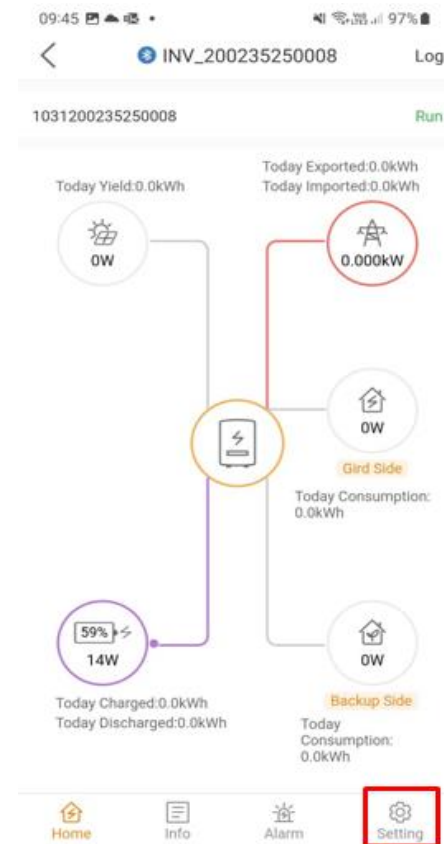 09:45 97%
INV_200235250008 Log
1031200235250008 Run
Today Exported:0.0kWh
Today Yield:0.0kWh Today Imported:0.0kWh
0W 0.000kW
0W
Gird Side
Today Consumption:
0.0kWh
59%
14W 0W
Today Charged:0.0kWh Backup Side
Today Discharged:0.0kWh Today
Consumption:
0.0kWh
Home Info Alarm Setting